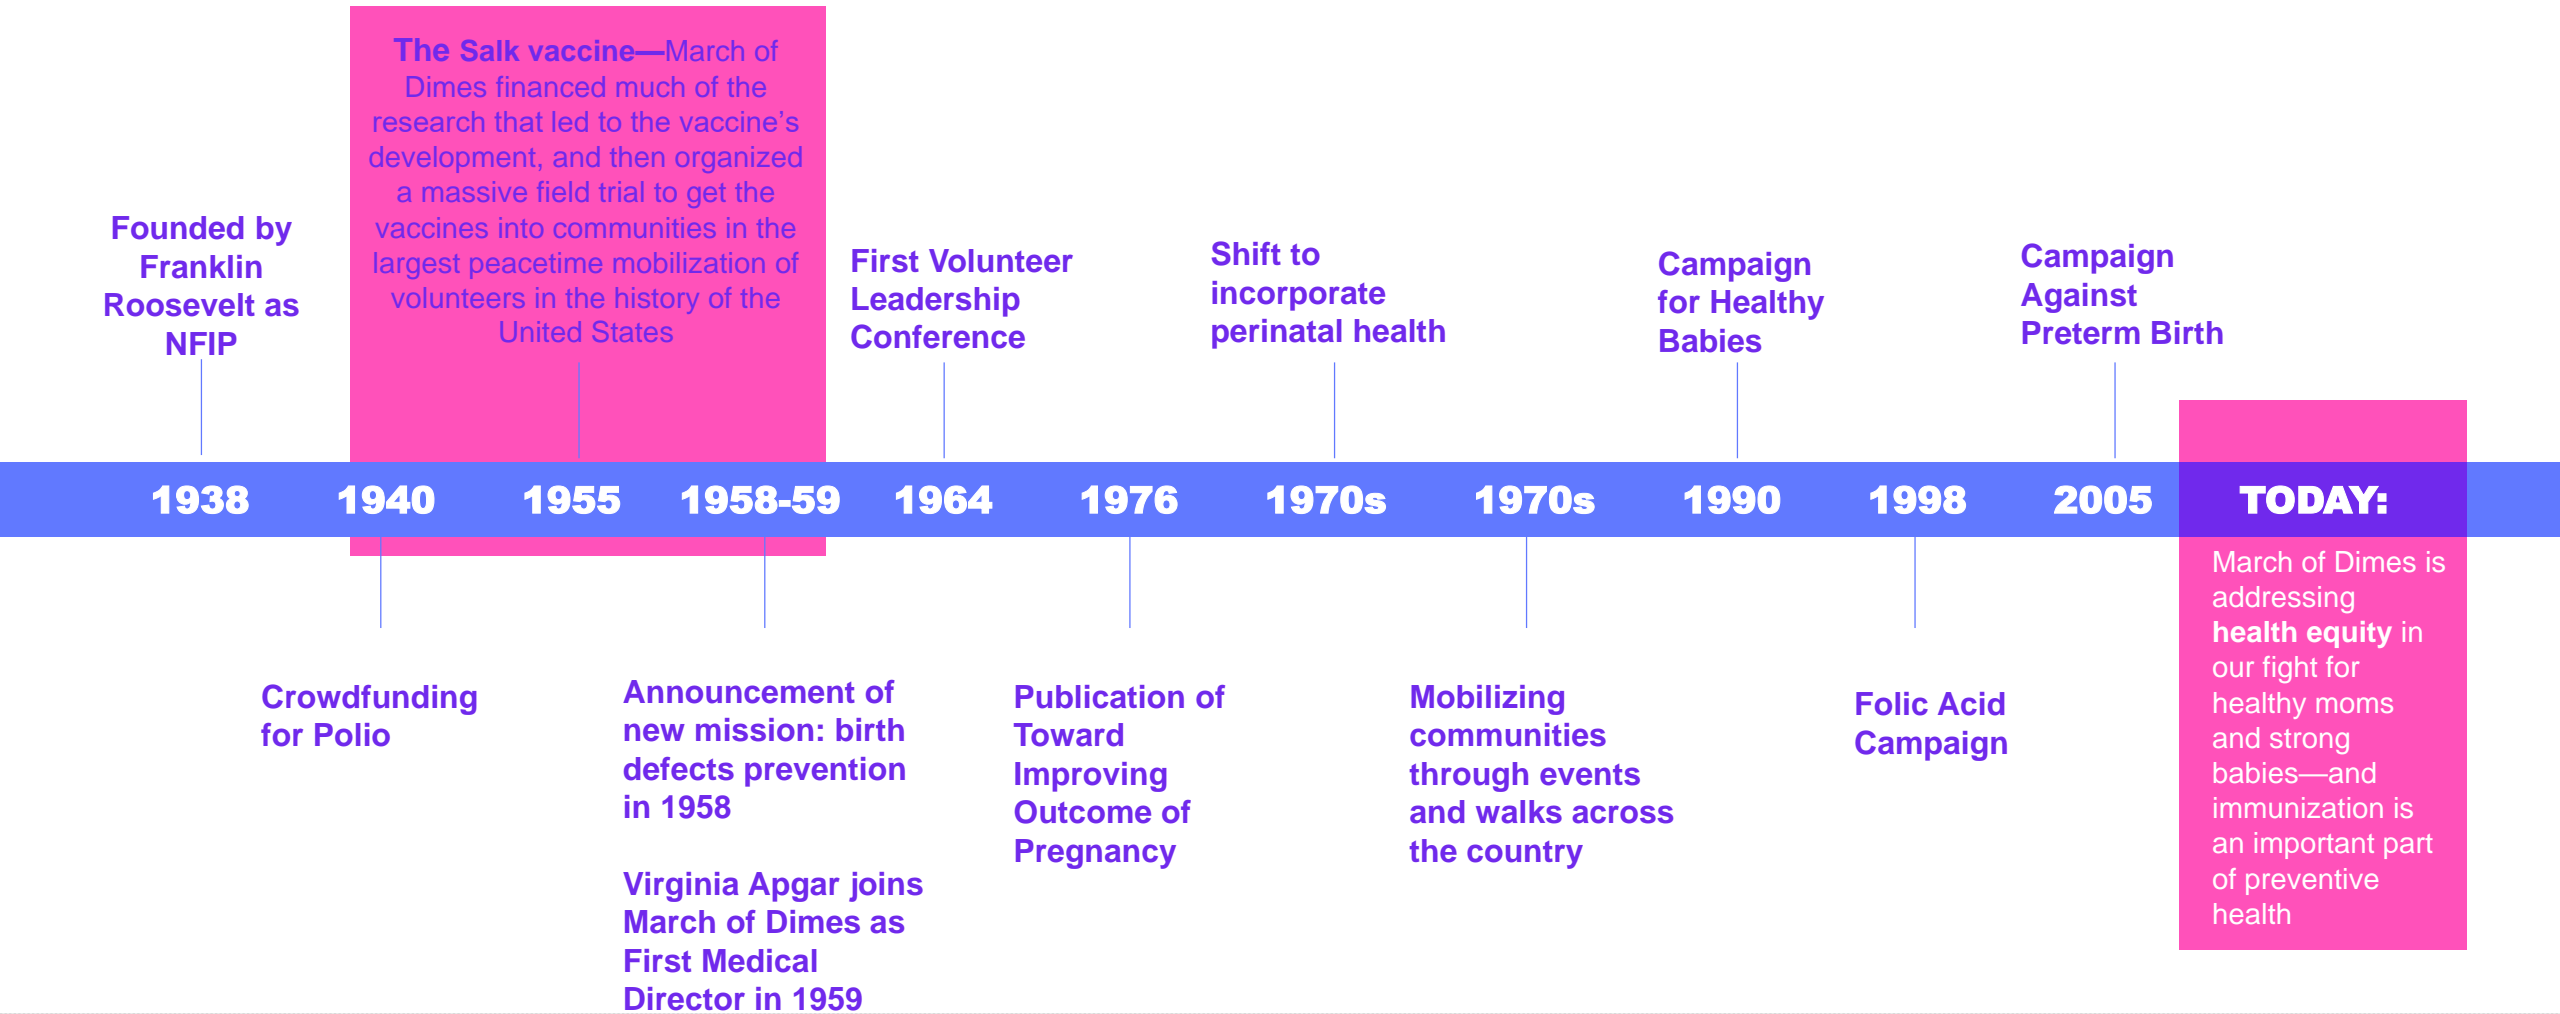 The Salk vaccine—March of
Dimes financed much of the
research that led to the vaccine’s
development, and then organized
a massive field trial to get the
vaccines into communities in the
largest peacetime mobilization of
volunteers in the history of the
United States
Founded by
Franklin
Roosevelt as
NFIP
First Volunteer
Leadership
Conference
Shift to
incorporate
perinatal health
Campaign
for Healthy
Babies
Campaign
Against
Preterm Birth
1938 1940 1955 1958-59 1964 1976 1970s 1970s 1990 1998 2005 TODAY:
Crowdfunding
for Polio
Announcement of
new mission: birth
defects prevention
in 1958
Virginia Apgar joins
March of Dimes as
First Medical
Director in 1959
Publication of
Toward
Improving
Outcome of
Pregnancy
Mobilizing
communities
through events
and walks across
the country
Folic Acid
Campaign
March of Dimes is
addressing
health equity in
our fight for
healthy moms
and strong
babies—and
immunization is
an important part
of preventive
health